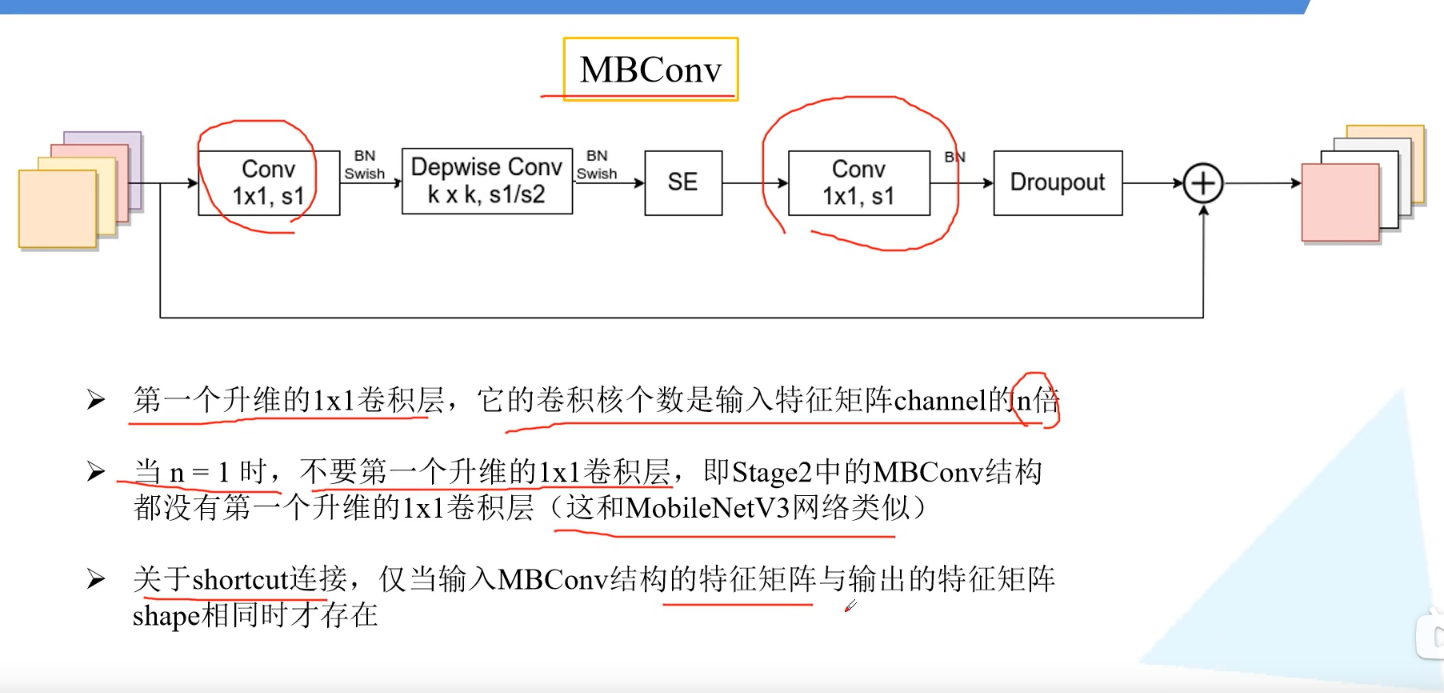 MBConv
Conv
1x1, s1
BN
Swish
Depwise Conv
k x k, s1/s2
BN
Swish
SE
Conv
1x1, s1
BN
Droupout
第一个升维的1x1卷积层，它的卷积核个数是输入特征矩阵channel的n倍
当 n = 1 时，不要第一个升维的1x1卷积层，即Stage2中的MBConv结构
都没有第一个升维的1x1卷积层（这和MobileNetV3网络类似）
关于shortcut连接，仅当输入MBConv结构的特征矩阵与输出的特征矩阵
shape相同时才存在